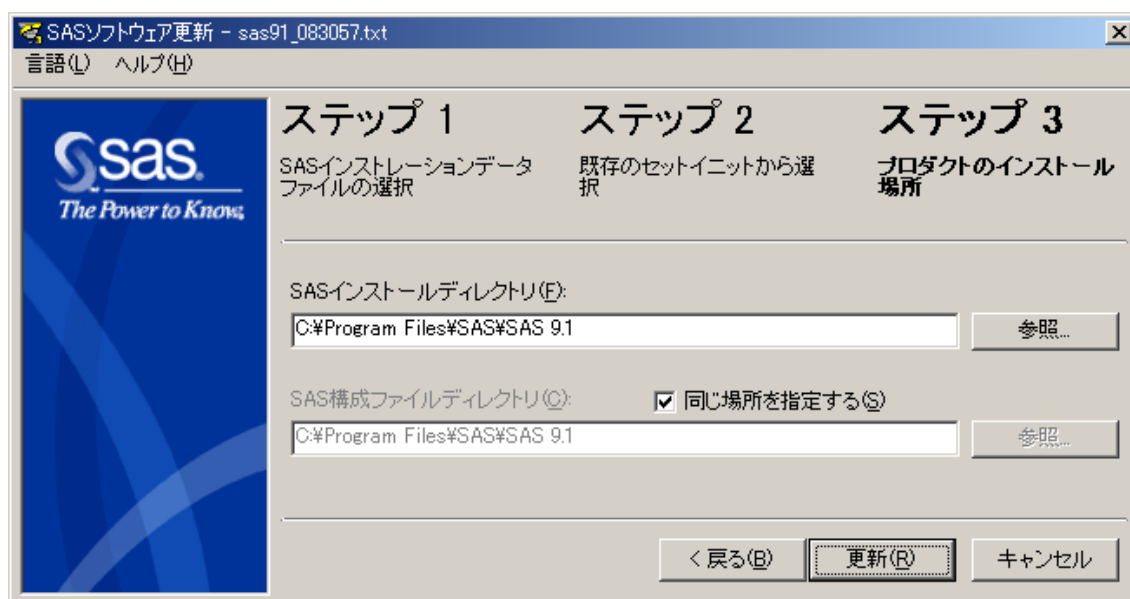 SASソフトウェア更新 - sas91_083057.txt
言語(L) ヘルプ(H)
sas.
The Power to Know.
ステップ 1
SASインストレーションデータ
ファイルの選択
ステップ 2
既存のセットイニットから選
択
ステップ 3
プロダクトのインストール
場所
SASインストールディレクトリ(F):
C:¥Program Files¥SAS¥SAS 9.1
参照...
SAS構成ファイルディレクトリ(C):
同じ場所を指定する(S)
C:¥Program Files¥SAS¥SAS 9.1
参照...
< 戻る(B)
更新(R)
キャンセル